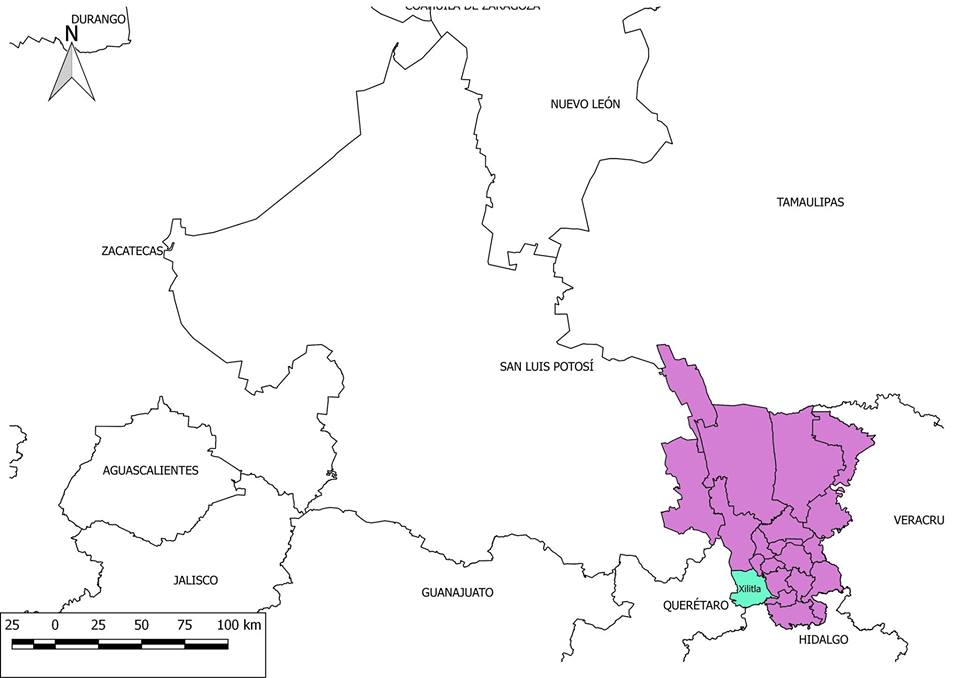 COAHUILA DE ZARAGOZA
DURANGO
N
NUEVO LEÓN
TAMAULIPAS
ZACATECAS
SAN LUIS POTOSÍ
AGUASCALIENTES
VERACRU
JALISCO
GUANAJUATO
Xilitla
QUERÉTARO
HIDALGO
25 0 25 50 75 100 km